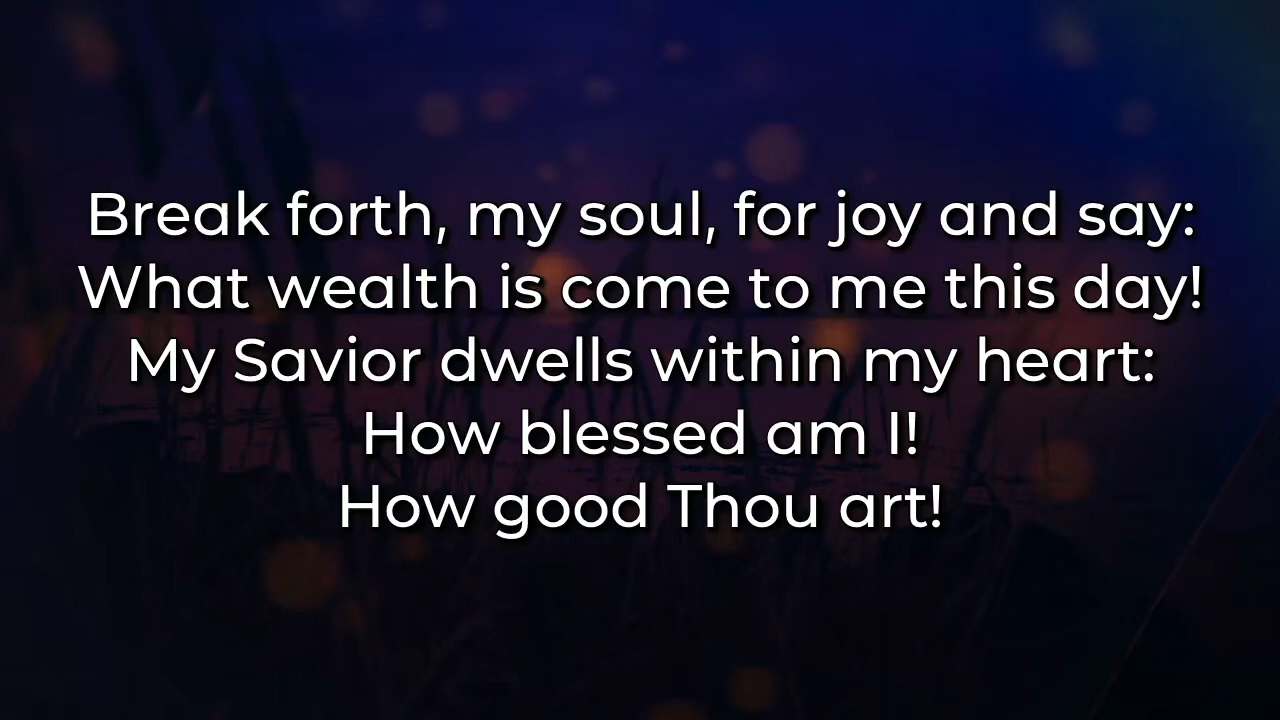 Break forth, my soul, for joy and say:
What wealth is come to me this day!
My Savior dwells within my heart:
How blessed am I!
How good Thou art!